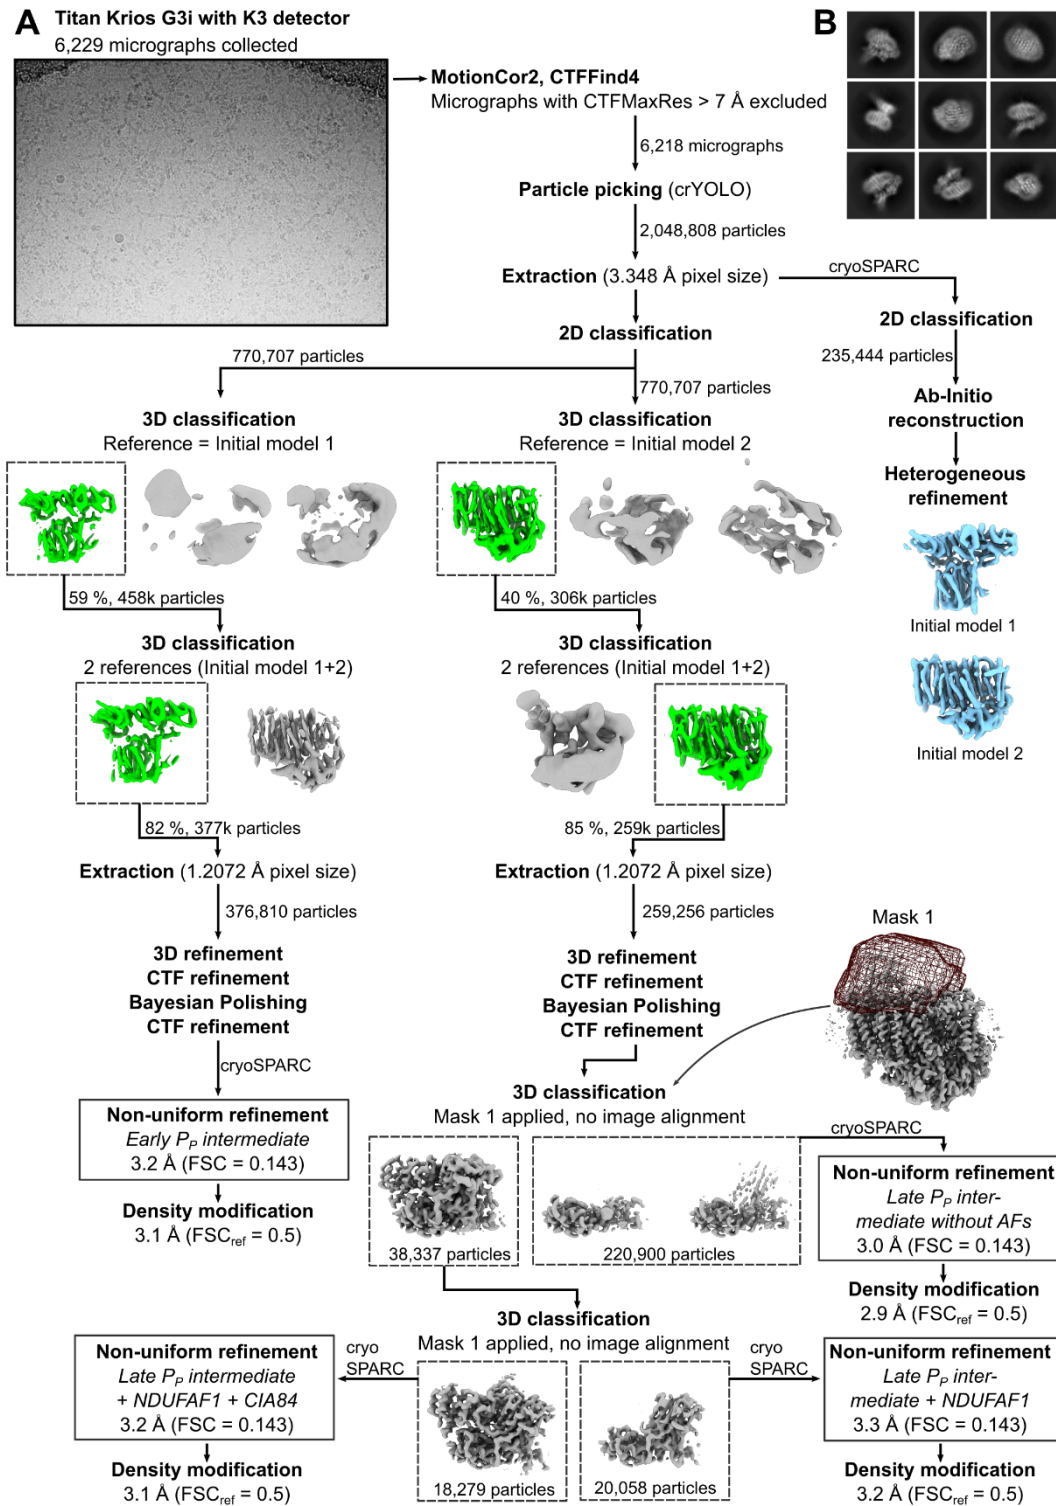 A
Titan Krios G3i with K3 detector
6,229 micrographs collected
B
MotionCor2, CTFFind4
Micrographs with CTFMaxRes > 7 Å excluded
6,218 micrographs
Particle picking (crYOLO)
2,048,808 particles
Extraction (3.348 Å pixel size)
cryoSPARC
2D classification
2D classification
235,444 particles
Ab-Initio
reconstruction
Heterogeneous
refinement
Initial model 1
Initial model 2
770,707 particles
770,707 particles
3D classification
Reference = Initial model 1
3D classification
Reference = Initial model 2
59 %, 458k particles
40 %, 306k particles
3D classification
2 references (Initial model 1+2)
3D classification
2 references (Initial model 1+2)
82 %, 377k particles
85 %, 259k particles
Extraction (1.2072 Å pixel size)
Extraction (1.2072 Å pixel size)
376,810 particles
259,256 particles
3D refinement
CTF refinement
Bayesian Polishing
CTF refinement
3D refinement
CTF refinement
Bayesian Polishing
CTF refinement
Mask 1
cryoSPARC
Non-uniform refinement
Early PP intermediate
3.2 Å (FSC = 0.143)
Density modification
3.1 Å (FSCref = 0.5)
3D classification
Mask 1 applied, no image alignment
38,337 particles
220,900 particles
cryoSPARC
Non-uniform refinement
Late PP inter-
mediate without AFs
3.0 Å (FSC = 0.143)
Density modification
2.9 Å (FSCref = 0.5)
3D classification
Mask 1 applied, no image alignment
18,279 particles
20,058 particles
cryo
SPARC
Non-uniform refinement
Late PP intermediate
+ NDUFAF1 + CIA84
3.2 Å (FSC = 0.143)
Density modification
3.1 Å (FSCref = 0.5)
cryo
SPARC
Non-uniform refinement
Late PP inter-
mediate + NDUFAF1
3.3 Å (FSC = 0.143)
Density modification
3.2 Å (FSCref = 0.5)